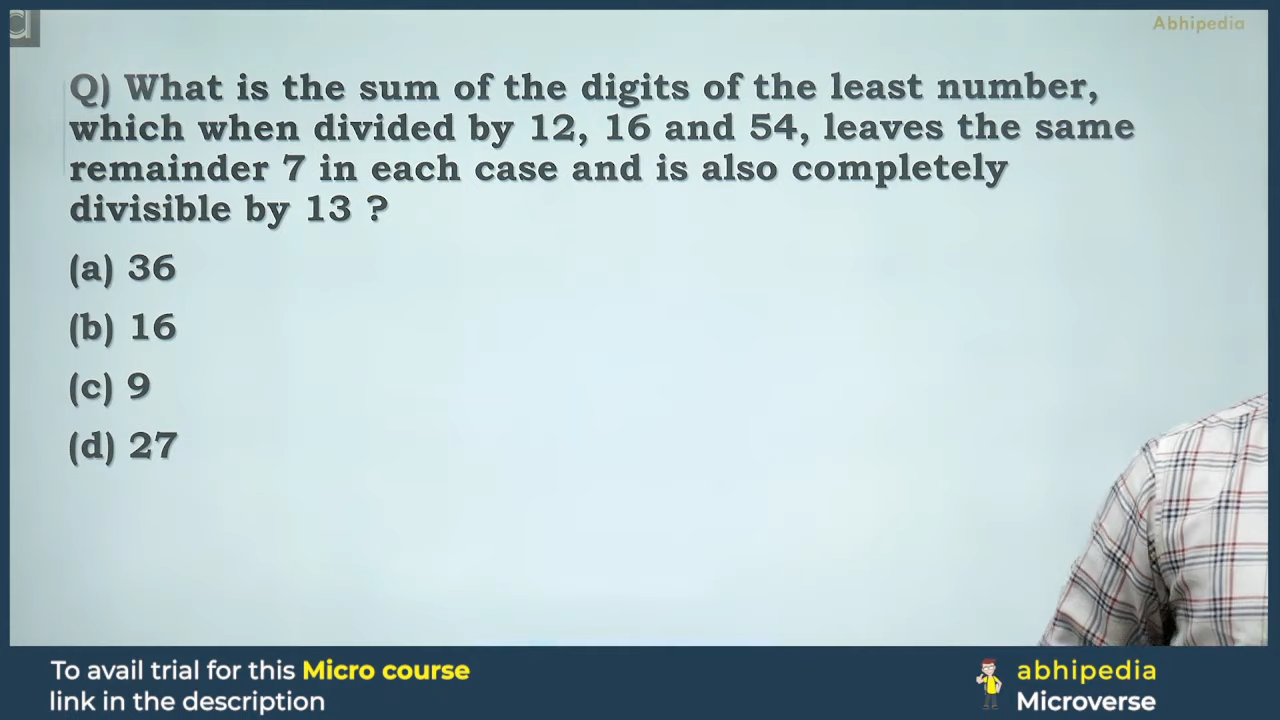 Abhipedia
Q) What is the sum of the digits of the least number,
which when divided by 12, 16 and 54, leaves the same
remainder 7 in each case and is also completely
divisible by 13 ?
(a) 36
(b) 16
(c) 9
(d) 27
To avail trial for this Micro course
link in the description
abhipedia
Microverse